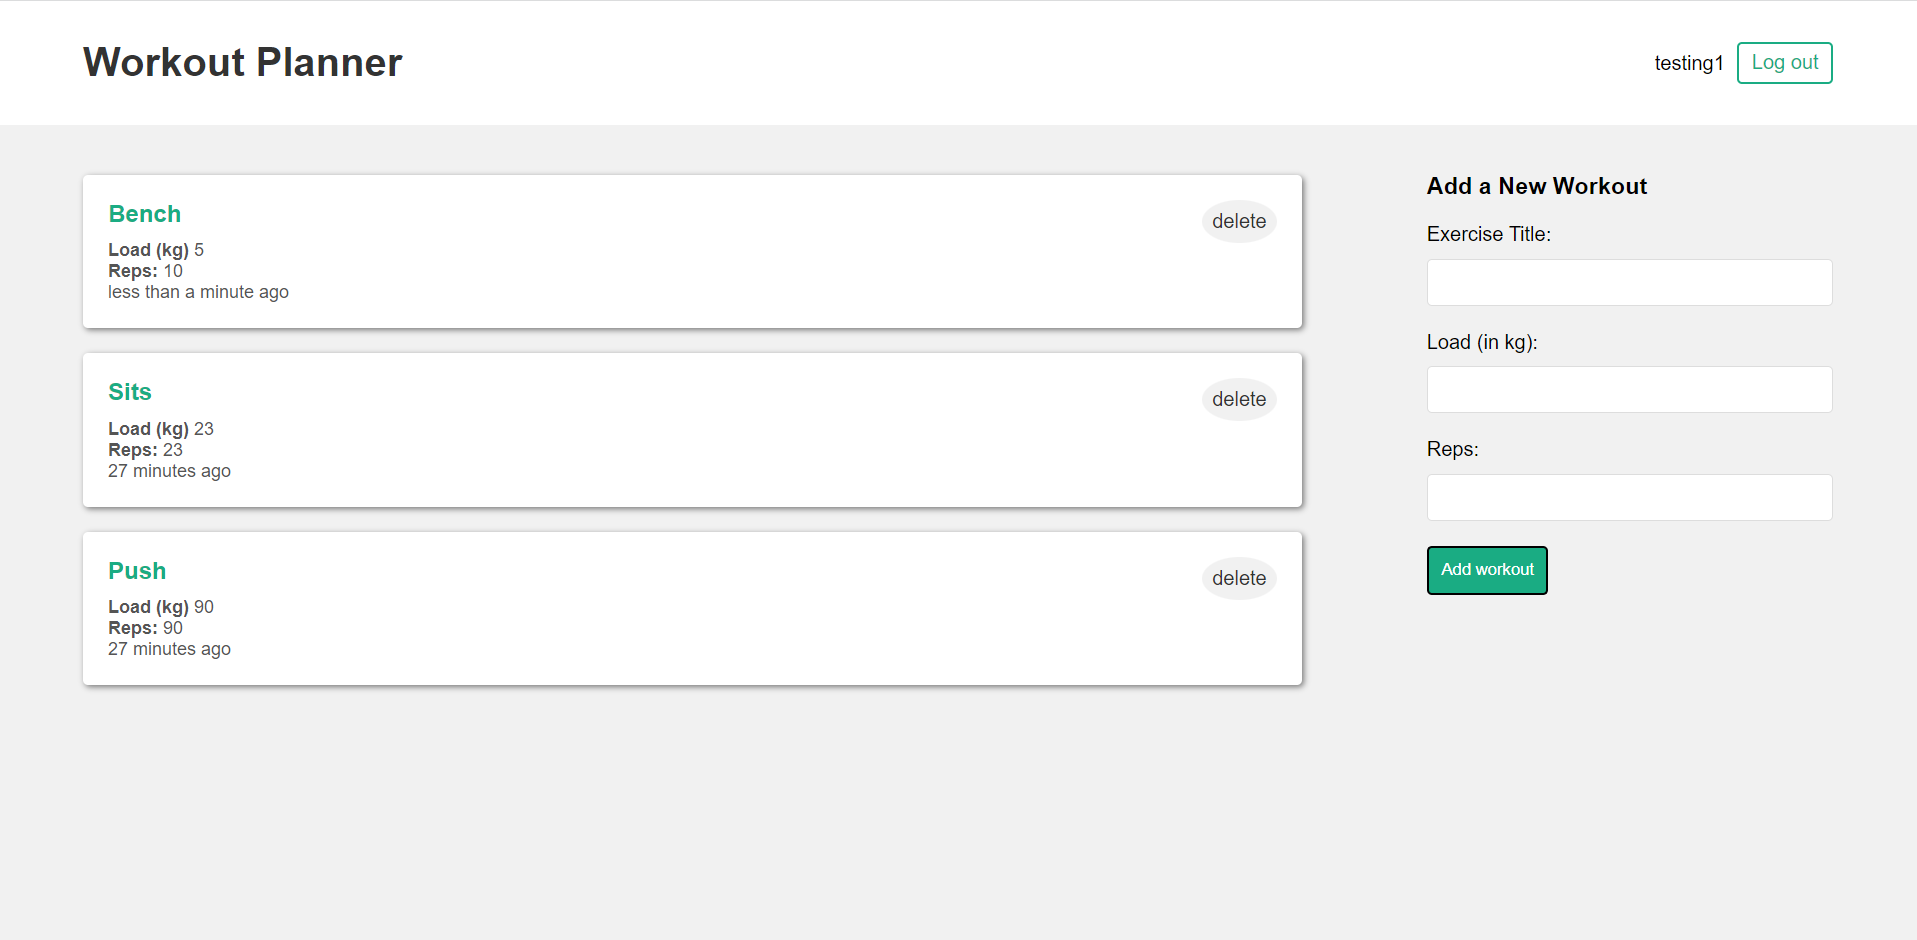 Workout Planner
testing1
Log out
Bench
delete
Load (kg) 5
Reps: 10
less than a minute ago
Sits
delete
Load (kg) 23
Reps: 23
27 minutes ago
Push
delete
Load (kg) 90
Reps: 90
27 minutes ago
Add a New Workout
Exercise Title:
Load (in kg):
Reps:
Add workout